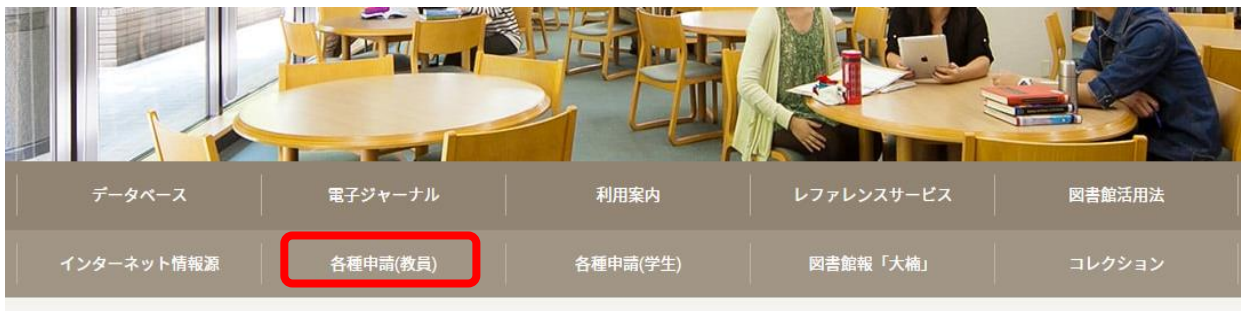 データベース 電子ジャーナル 利用案内 レファレンスサービス 図書館活用法
インターネット情報源 各種申請(教員) 各種申請(学生) 図書館報「大楠」 コレクション